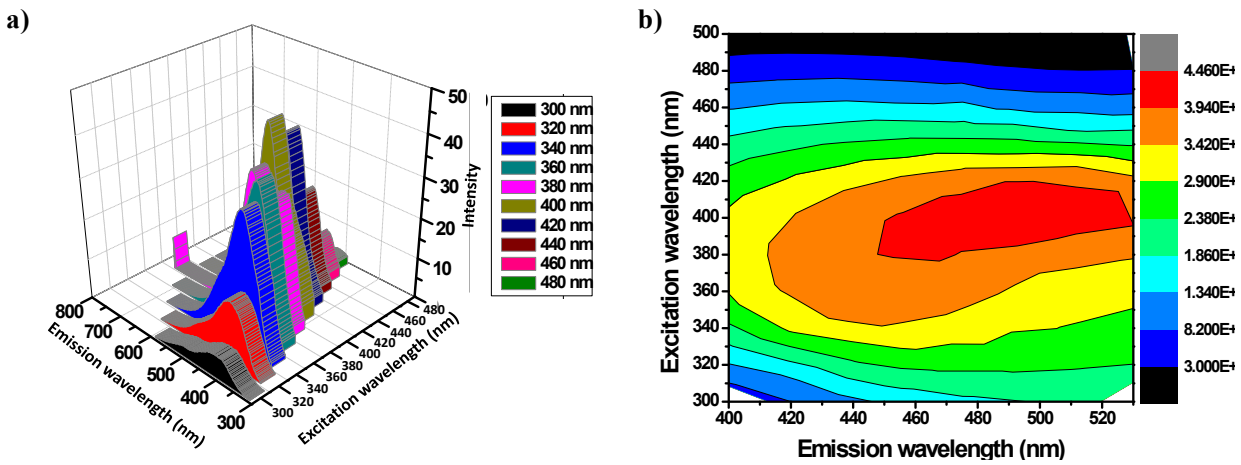 a)
50
40
30
20
10
Intensity
800
700
600
500
400
300
Emission wavelength (nm)
300
320
340
360
380
400
420
440
460
480
Excitation wavelength (nm)
300 nm
320 nm
340 nm
360 nm
380 nm
400 nm
420 nm
440 nm
460 nm
480 nm
b)
500
480
460
440
420
400
380
360
340
320
300
Excitation wavelength (nm)
400 420 440 460 480 500 520
Emission wavelength (nm)
4.460E+
3.940E+
3.420E+
2.900E+
2.380E+
1.860E+
1.340E+
8.200E+
3.000E+